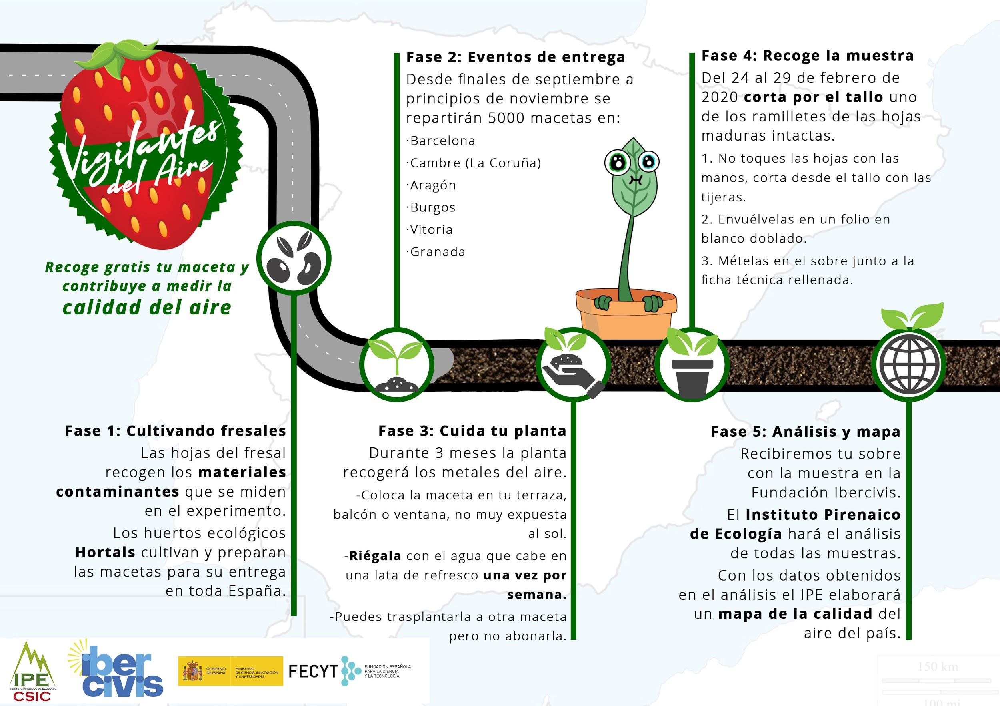 Vigilantes
del Aire
Recoge gratis tu maceta y
contribuye a medir la
calidad del aire
Fase 1: Cultivando fresales
Las hojas del fresal
recogen los materiales
contaminantes que se miden
en el experimento.
Los huertos ecológicos
Hortals cultivan y preparan
las macetas para su entrega
en toda España.
Fase 2: Eventos de entrega
Desde finales de septiembre a
principios de noviembre se
repartirán 5000 macetas en:
·Barcelona
·Cambre (La Coruña)
·Aragón
·Burgos
·Vitoria
·Granada
Fase 3: Cuida tu planta
Durante 3 meses la planta
recogerá los metales del aire.
-Coloca la maceta en tu terraza,
balcón o ventana, no muy expuesta
al sol.
-Riégala con el agua que cabe en
una lata de refresco una vez por
semana.
-Puedes trasplantarla a otra maceta
pero no abonarla.
Fase 4: Recoge la muestra
Del 24 al 29 de febrero de
2020 corta por el tallo uno
de los ramilletes de las hojas
maduras intactas.
1. No toques las hojas con las
manos, corta desde el tallo con las
tijeras.
2. Envuélvelas en un folio en
blanco doblado.
3. Mételas en el sobre junto a la
ficha técnica rellenada.
Fase 5: Análisis y mapa
Recibiremos tu sobre
con la muestra en la
Fundación Ibercivis.
El Instituto Pirenaico
de Ecología hará el análisis
de todas las muestras.
Con los datos obtenidos
en el análisis el IPE elaborará
un mapa de la calidad del
aire del país.
IPE
INSTITUTO PIRENAICO DE ECOLOGÍA
CSIC
iber
civis
GOBIERNO
DE ESPAÑA
MINISTERIO
DE CIENCIA, INNOVACIÓN
Y UNIVERSIDADES
FECYT
FUNDACIÓN ESPAÑOLA
PARA LA CIENCIA
Y LA TECNOLOGÍA
150 km
100 mi